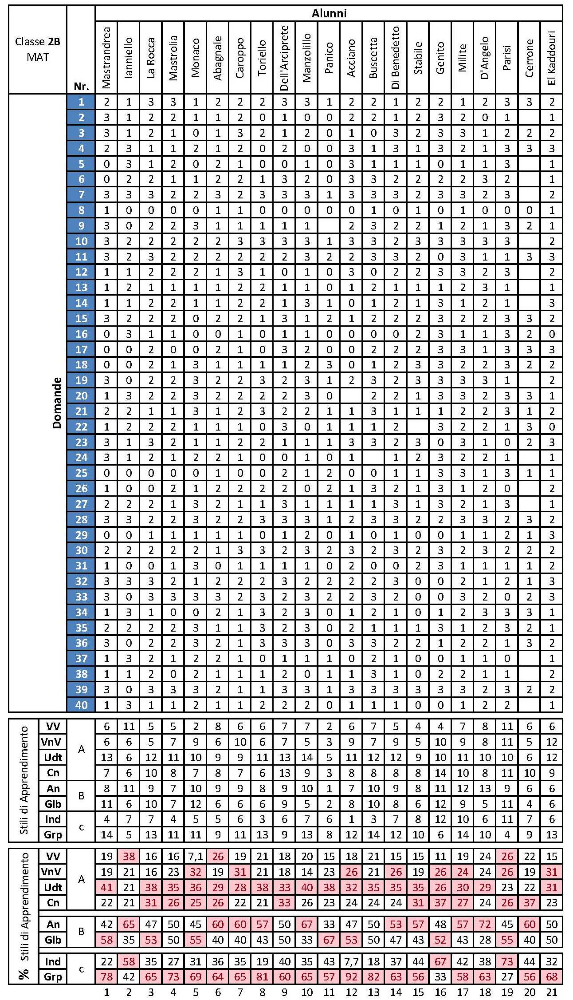 Alunni
Classe 2B
MAT
Nr. Mastrandrea Ianniello La Rocca Mastrolia Monaco Abagnale Caroppo Toriello Dell'Arciprete Manzolillo Panico Acciano Buscetta Di Benedetto Stabile Genito Milite D'Angelo Parisi Cerrone El Kaddouri
Domande
1 2 1 3 3 1 2 2 2 3 3 1 2 2 1 2 2 1 2 3 3 2
2 3 1 2 2 1 1 2 0 1 0 0 2 2 1 2 3 2 0 1 1
3 3 1 2 1 0 1 3 2 1 2 0 1 0 3 2 3 3 1 2 2 2
4 2 3 1 1 2 1 2 0 2 0 0 3 1 3 1 3 2 1 3 3 3
5 0 3 1 2 0 2 1 0 0 1 0 3 1 1 1 0 1 1 3 1
6 0 2 2 1 1 2 2 1 3 2 0 3 3 2 2 2 2 3 2 1
7 3 3 3 2 2 3 2 3 3 3 1 3 3 3 2 3 3 2 3 2
8 1 0 0 0 0 1 1 0 0 0 0 0 1 0 1 0 1 0 0 0 1
9 3 0 2 2 3 1 1 1 1 1 2 3 2 2 1 2 1 3 2 1
10 3 2 2 2 2 2 3 3 3 3 1 3 3 2 3 3 3 3 3 2
11 3 2 3 2 2 2 2 2 2 3 2 2 3 3 2 0 3 1 1 3 3
12 1 1 2 2 2 1 3 1 0 1 0 3 0 2 2 3 3 2 3 2
13 1 2 1 1 1 1 2 2 1 1 0 1 2 1 1 1 2 3 1 1
14 1 1 2 2 1 1 2 2 1 3 1 0 1 2 1 3 1 2 1 3
15 3 2 2 2 0 2 2 1 3 1 2 1 2 2 2 3 2 2 3 3 2
16 0 3 1 1 0 0 1 0 1 1 0 0 0 0 2 3 1 1 3 2 0
17 0 0 2 0 0 2 1 0 3 2 0 0 2 2 2 3 3 1 3 3 3
18 0 0 2 1 3 1 1 1 1 2 3 0 1 2 3 3 2 2 3 2 2
19 3 0 2 2 3 2 2 3 2 3 1 2 3 2 3 3 3 3 1 2
20 1 3 2 2 3 2 2 2 2 3 0 2 2 1 3 3 2 3 3 1
21 2 2 1 1 3 1 2 3 2 2 1 1 3 1 1 1 2 2 3 1 2
22 1 2 2 2 1 1 1 0 3 0 1 1 1 2 3 2 2 1 3 0
23 3 1 3 2 1 1 2 2 1 1 1 3 3 2 3 0 3 1 0 2 3
24 3 1 2 1 2 2 1 0 0 1 0 1 1 2 3 2 2 1 1
25 0 0 0 0 0 1 0 0 2 1 2 0 0 1 1 3 3 1 3 1 1
26 1 0 0 2 1 2 2 2 2 0 2 1 3 2 1 3 1 2 0 2
27 2 2 2 1 3 2 1 1 3 1 1 1 1 3 1 3 2 1 3 1
28 3 3 2 2 3 2 2 3 3 3 1 2 3 3 2 2 3 3 2 3 2
29 0 0 1 1 1 1 1 0 1 2 0 1 0 1 0 0 1 1 2 1 3
30 2 2 2 2 2 1 3 3 2 3 2 3 2 3 2 3 2 3 2 2 2
31 1 0 0 1 3 0 1 1 1 1 0 2 0 0 2 3 1 1 1 1 2
32 3 3 3 2 1 2 2 2 3 2 2 2 2 3 0 0 2 1 2 1 3
33 3 0 3 3 3 3 2 3 2 3 2 2 3 2 0 0 3 2 0 2 3
34 1 3 1 0 0 2 1 3 2 3 0 1 2 1 0 1 2 3 3 3 1
35 2 2 2 2 3 1 1 3 2 3 0 2 1 1 1 3 1 2 3 2 1
36 3 0 2 2 3 2 1 3 3 3 0 3 3 2 2 1 2 2 1 3 2
37 1 3 2 1 2 2 1 0 1 1 1 0 2 1 0 0 1 1 0 1
38 1 1 2 0 2 1 1 1 2 0 1 1 3 1 0 2 2 1 1 2
39 3 0 3 3 3 2 1 1 3 3 1 3 3 3 3 3 3 2 3 2 2
40 1 3 1 1 2 1 1 2 2 2 0 1 1 1 0 0 1 2 2 1
Stili di Apprendimento
A
VV 6 11 5 5 2 8 6 6 7 7 2 6 7 5 4 4 7 8 11 6 6
VnV 6 6 5 7 9 6 10 6 7 5 3 9 7 9 5 10 9 8 11 5 12
Udt 13 6 12 11 10 9 9 11 13 14 5 11 12 12 9 10 11 10 10 6 12
Cn 7 6 10 8 7 8 7 6 13 9 3 8 8 8 8 14 10 8 11 10 9
B
An 8 11 9 7 10 9 9 8 9 10 1 7 10 9 8 11 12 13 9 6 6
Glb 11 6 10 7 12 6 6 6 9 5 2 8 10 8 6 12 9 5 11 4 6
c
Ind 4 7 7 4 5 5 6 3 6 7 6 1 3 7 8 12 10 6 11 7 6
Grp 14 5 13 11 11 9 11 13 9 13 8 12 14 12 10 6 14 10 4 9 13
% Stili di Apprendimento
A
VV 19 38 16 16 7,1 26 19 21 18 20 15 18 21 15 15 11 19 24 26 22 15
VnV 19 21 16 23 32 19 31 21 18 14 23 26 21 26 19 26 24 24 26 19 31
Udt 41 21 38 35 36 29 28 38 33 40 38 32 35 35 35 26 30 29 23 22 31
Cn 22 21 31 26 25 26 22 21 33 26 23 24 24 24 31 37 27 24 26 37 23
B
An 42 65 47 50 45 60 60 57 50 67 33 47 50 53 57 48 57 72 45 60 50
Glb 58 35 53 50 55 40 40 43 50 33 67 53 50 47 43 52 43 28 55 40 50
c
Ind 22 58 35 27 31 36 35 19 40 35 43 7,7 18 37 44 67 42 38 73 44 32
Grp 78 42 65 73 69 64 65 81 60 65 57 92 82 63 56 33 58 63 27 56 68
1 2 3 4 5 6 7 8 9 10 11 12 13 14 15 16 17 18 19 20 21